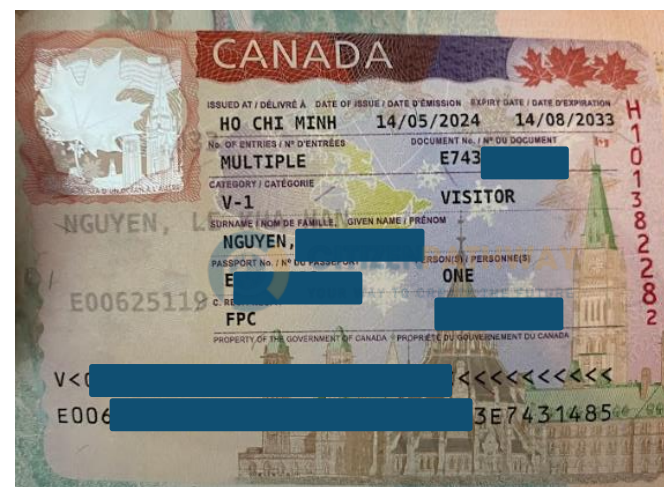 CANADA
ISSUED AT / DÉLIVRÉ À DATE OF ISSUE / DATE D'ÉMISSION EXPIRY DATE / DATE D'EXPIRATION
HO CHI MINH 14/05/2024 14/08/2033
No. OF ENTRIES / Nº D'ENTRÉES DOCUMENT No. / Nº DU DOCUMENT
MULTIPLE E743
CATEGORY / CATÉGORIE
V-1 VISITOR
SURNAME / NOM DE FAMILLE, GIVEN NAME / PRÉNOM
NGUYEN,
NGUYEN,
PASSPORT No. / Nº DU PASSEPORT PERSON(S) / PERSONNE(S)
E ONE
E00625119
FPC
PROPERTY OF THE GOVERNMENT OF CANADA - PROPRIÉTÉ DU GOUVERNEMENT DU CANADA
H1013822282
V<
<<<<<<<<<<
E006 3E7431485